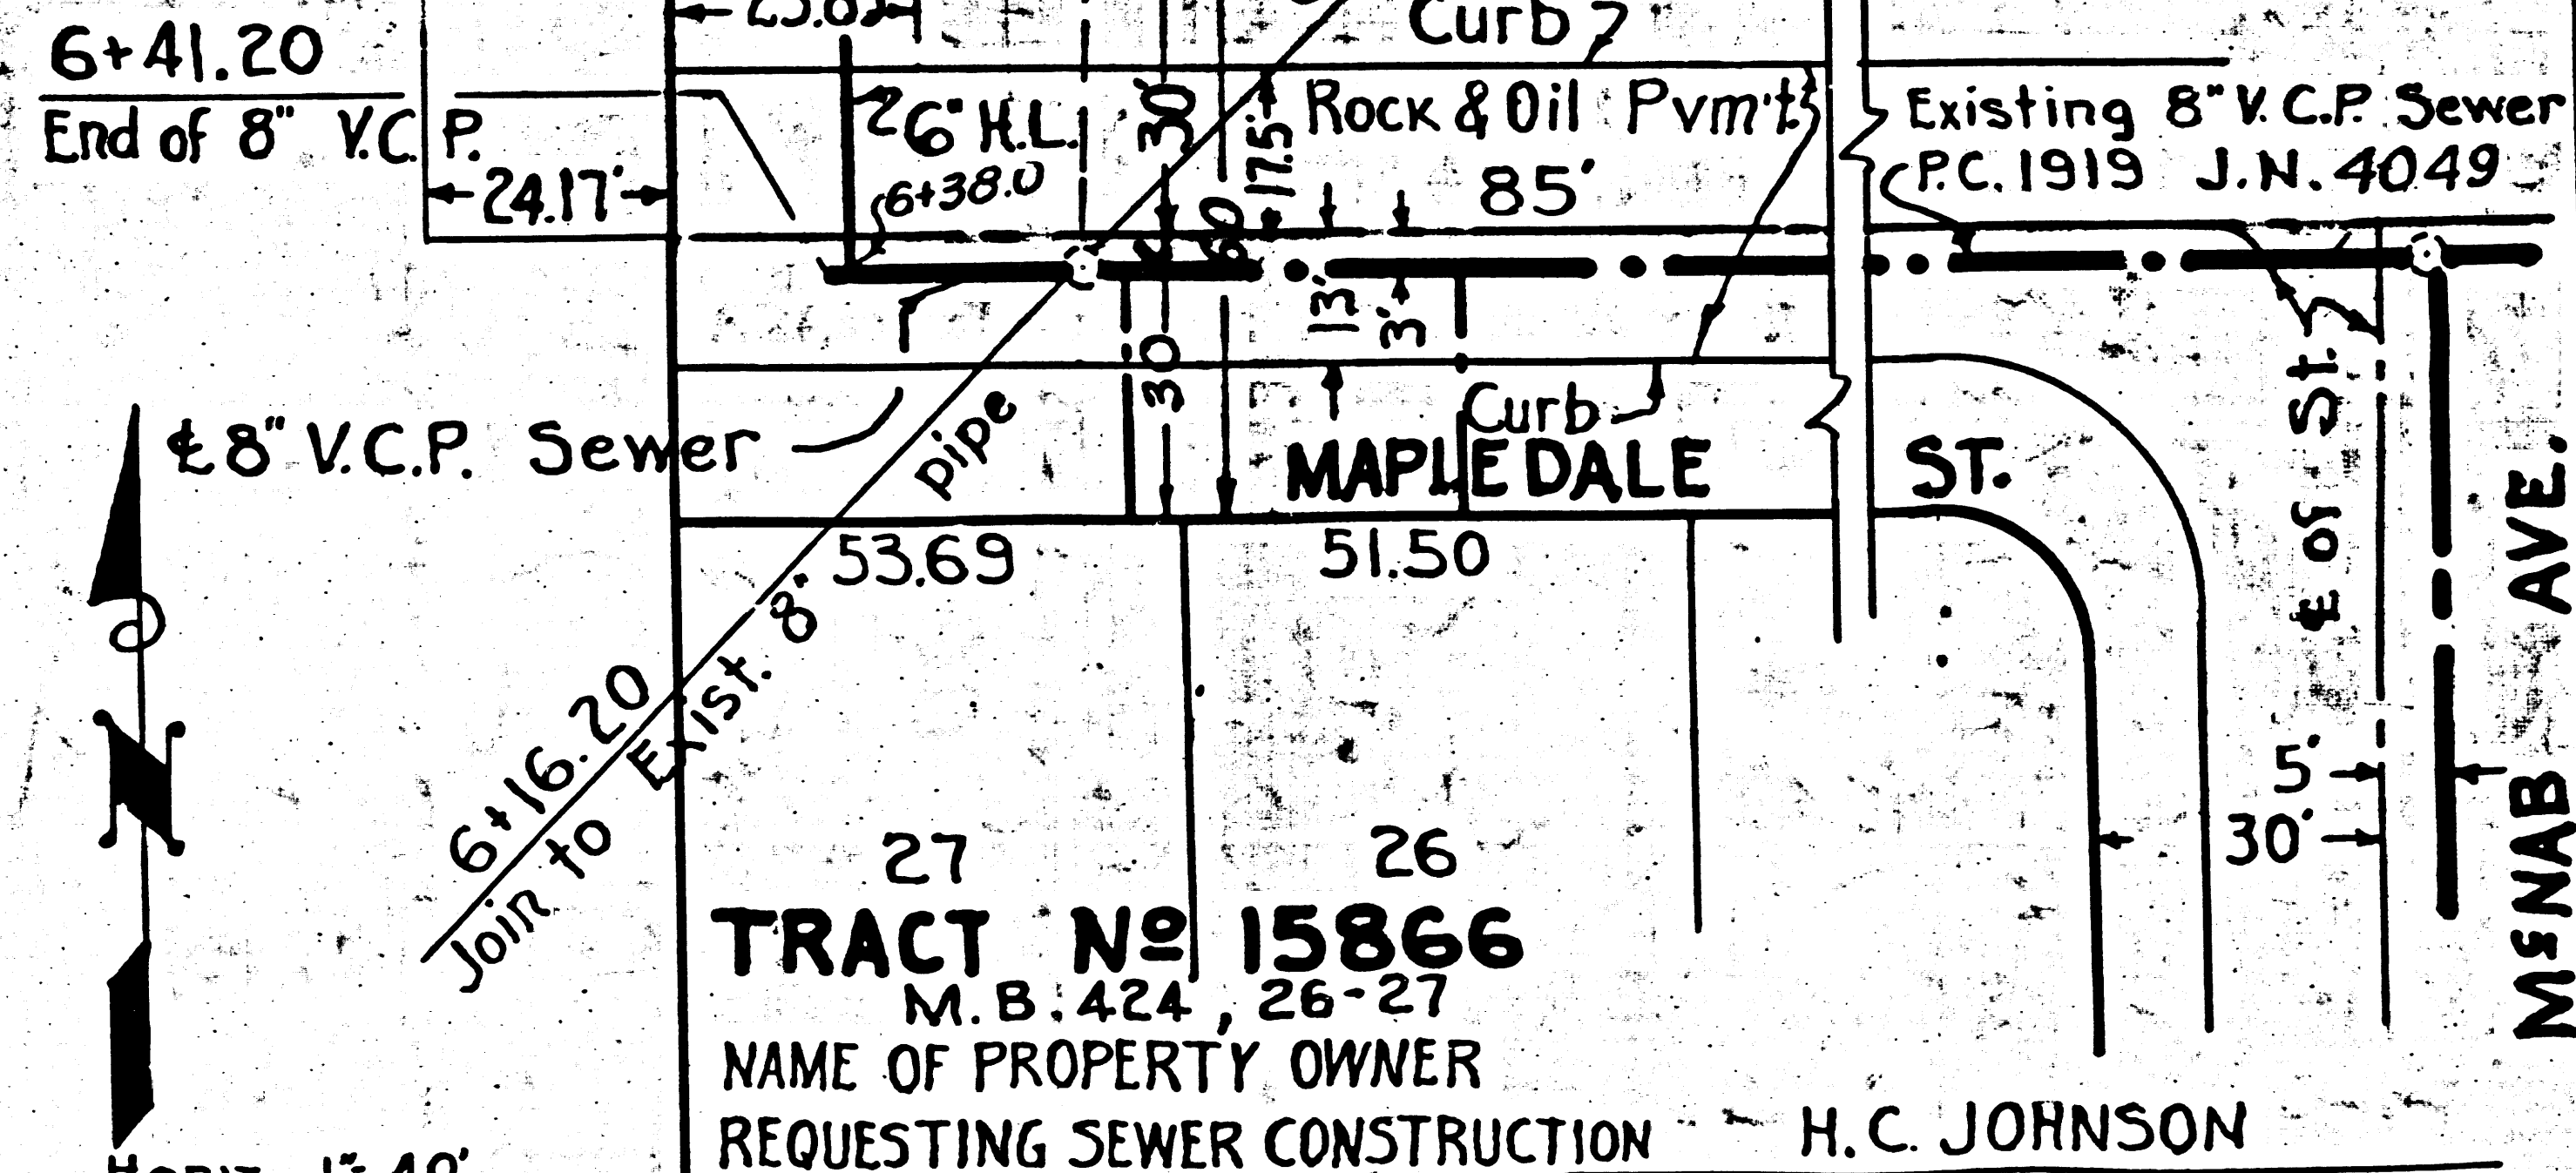 Curb
6+41.20
End of 8" V.C.P.
24.17'
6" H.L.
6+38.0
30
17.5
Rock & Oil Pvm't
85'
Existing 8" V.C.P. Sewer
P.C. 1919 J.N. 4049
60
13
3
30
℄ 8" V.C.P. Sewer
Curb
MAPLEDALE ST.
℄ of St.
McNAB AVE.
53.69
51.50
6+16.20
Join to Exist. 8" pipe
5'
30'
27
26
TRACT Nº 15866
M.B. 424, 26-27
NAME OF PROPERTY OWNER
REQUESTING SEWER CONSTRUCTION H.C. JOHNSON
N